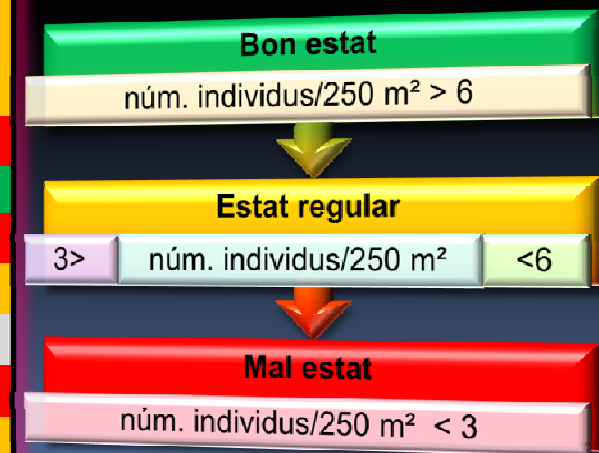 Bon estat
núm. individus/250 m² > 6
Estat regular
3> núm. individus/250 m² <6
Mal estat
núm. individus/250 m² < 3